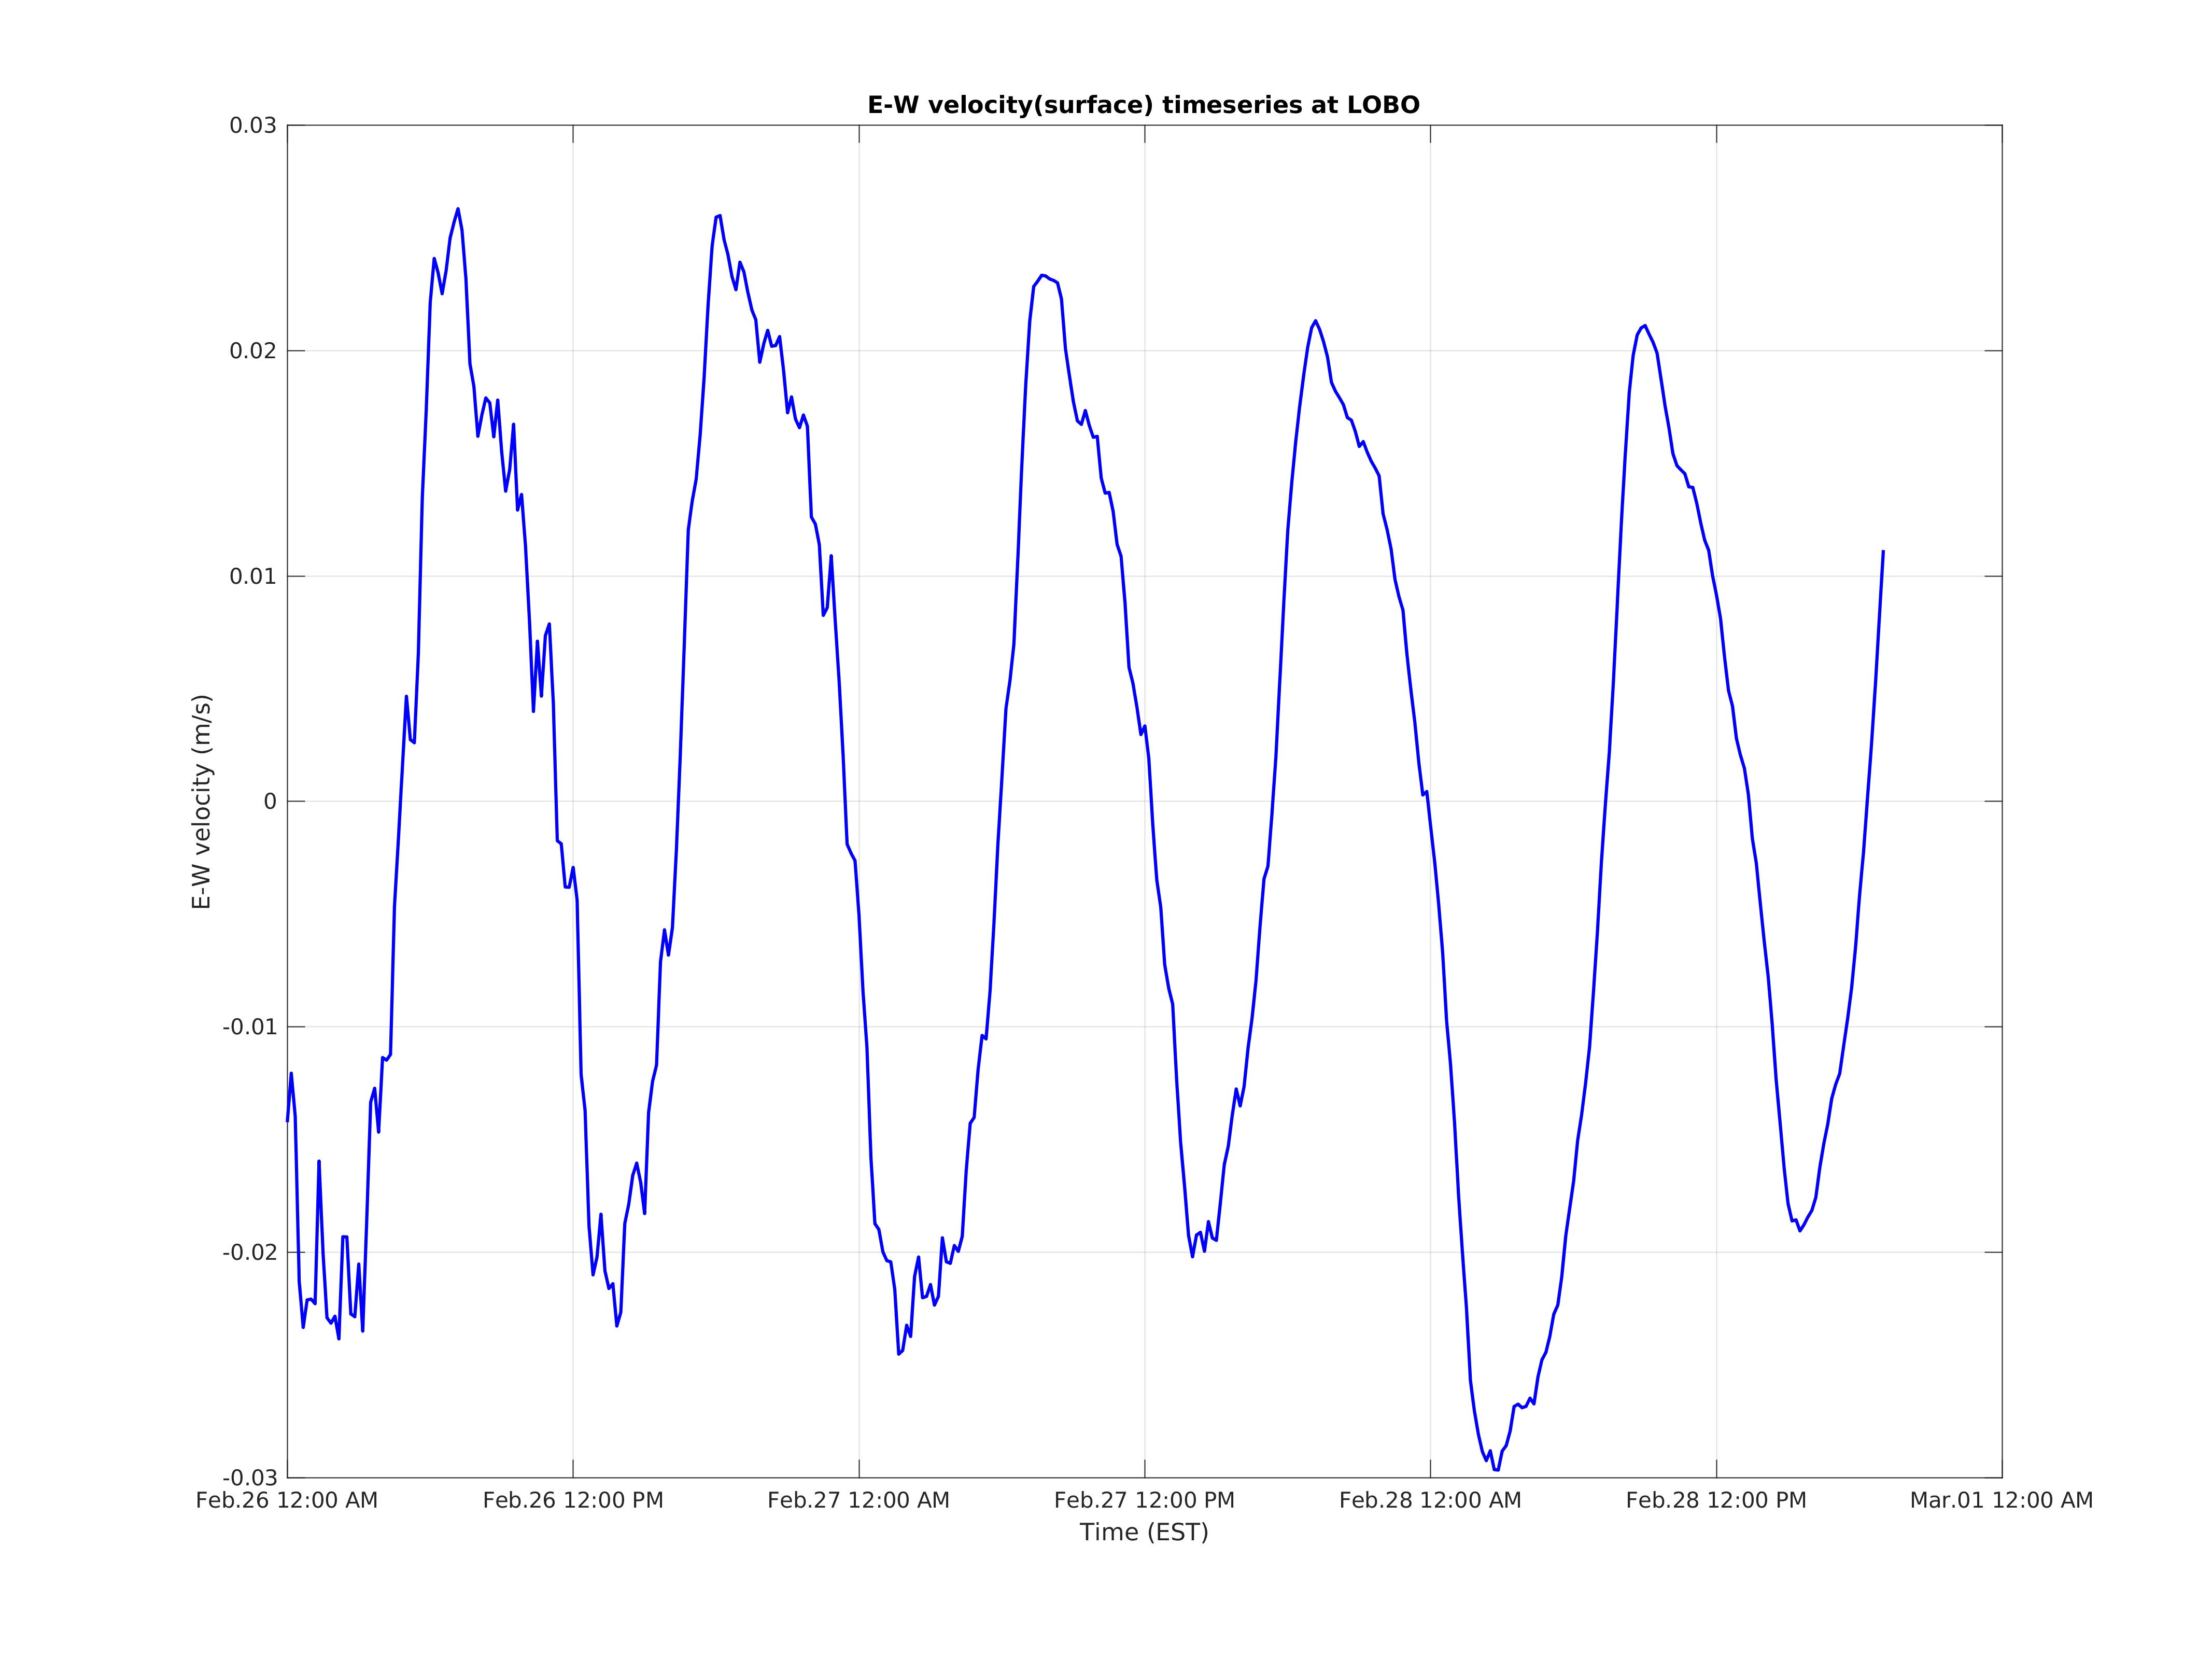 E-W velocity(surface) timeseries at LOBO
0.03
0.02
0.01
0
-0.01
-0.02
-0.03
E-W velocity (m/s)
Feb.26 12:00 AM
Feb.26 12:00 PM
Feb.27 12:00 AM
Feb.27 12:00 PM
Feb.28 12:00 AM
Feb.28 12:00 PM
Mar.01 12:00 AM
Time (EST)